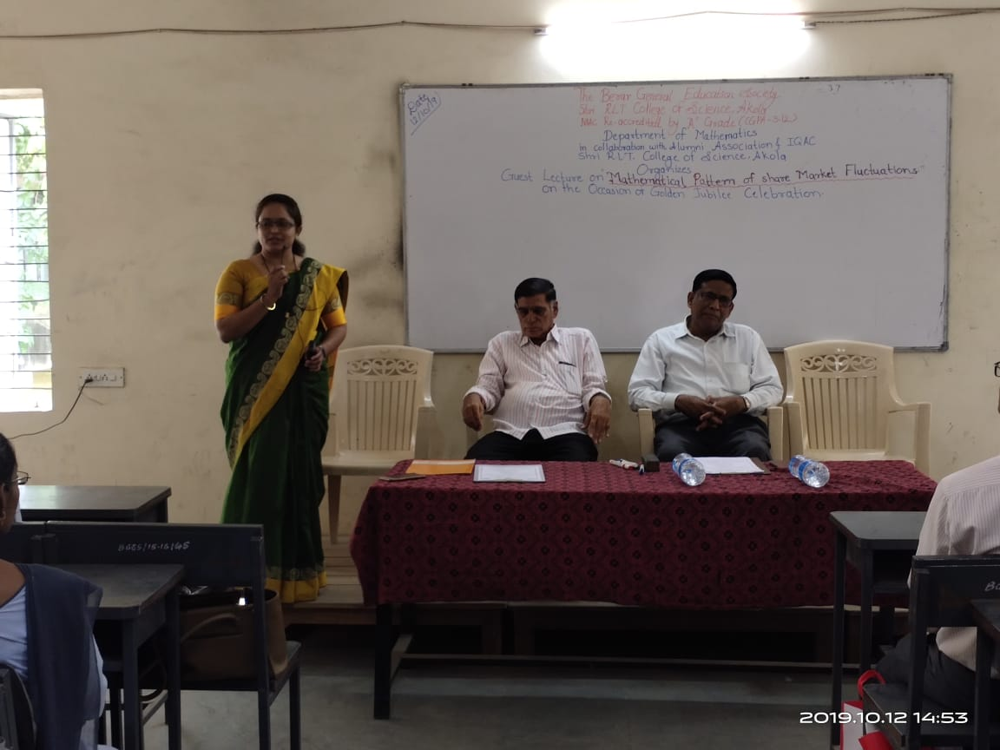 Date
12/10/19
The Berar General Education Society
Shri RLT College of Science, Akola
NAAC Re-accredited by "A" Grade (CGPA-3.12)
Department of Mathematics
in collaboration with Alumni Association & IQAC
Shri R.L.T. College of Science, Akola
Organizes
Guest Lecture on "Mathematical Pattern of share Market Fluctuations"
on the Occasion of Golden Jubilee Celebration.
BGES/15-16/45
2019.10.12 14:53